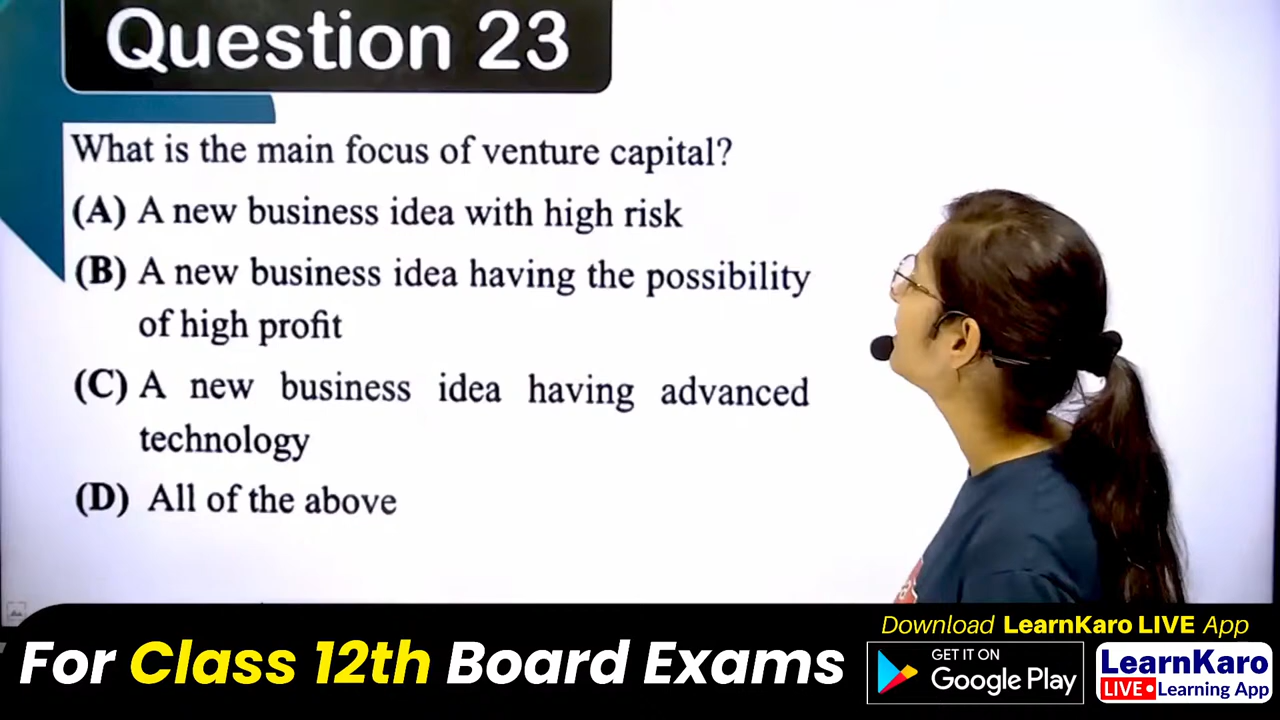 Question 23
What is the main focus of venture capital?
(A) A new business idea with high risk
(B) A new business idea having the possibility
of high profit
(C) A new business idea having advanced
technology
(D) All of the above
For Class 12th Board Exams
Download LearnKaro LIVE App
GET IT ON
Google Play
LearnKaro
LIVE Learning App